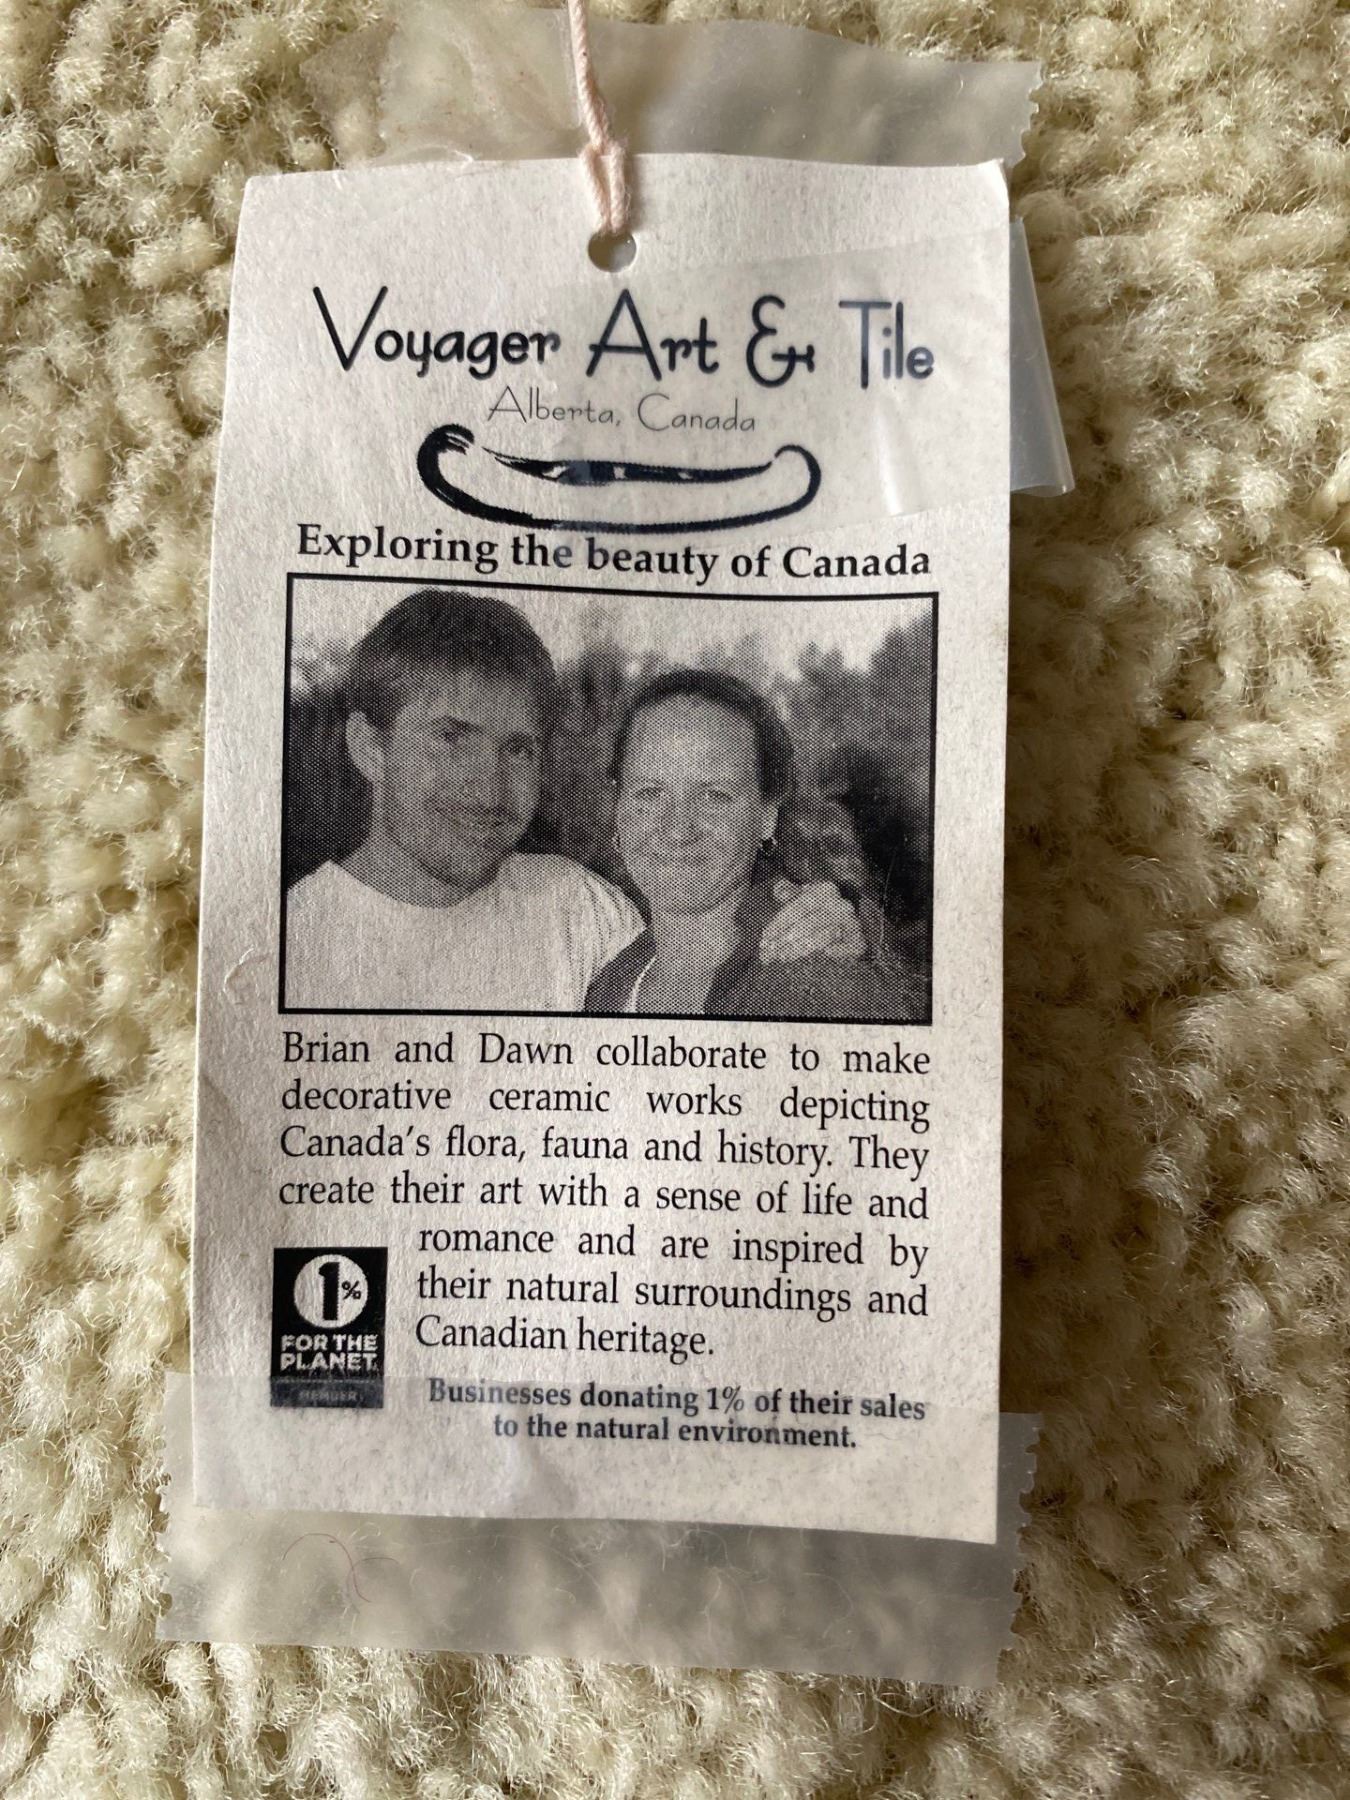 Voyager Art & Tile
Alberta, Canada
Exploring the beauty of Canada
Brian and Dawn collaborate to make
decorative ceramic works depicting
Canada's flora, fauna and history. They
create their art with a sense of life and
romance and are inspired by
their natural surroundings and
Canadian heritage.
1%
FOR THE
PLANET
MEMBER
Businesses donating 1% of their sales
to the natural environment.